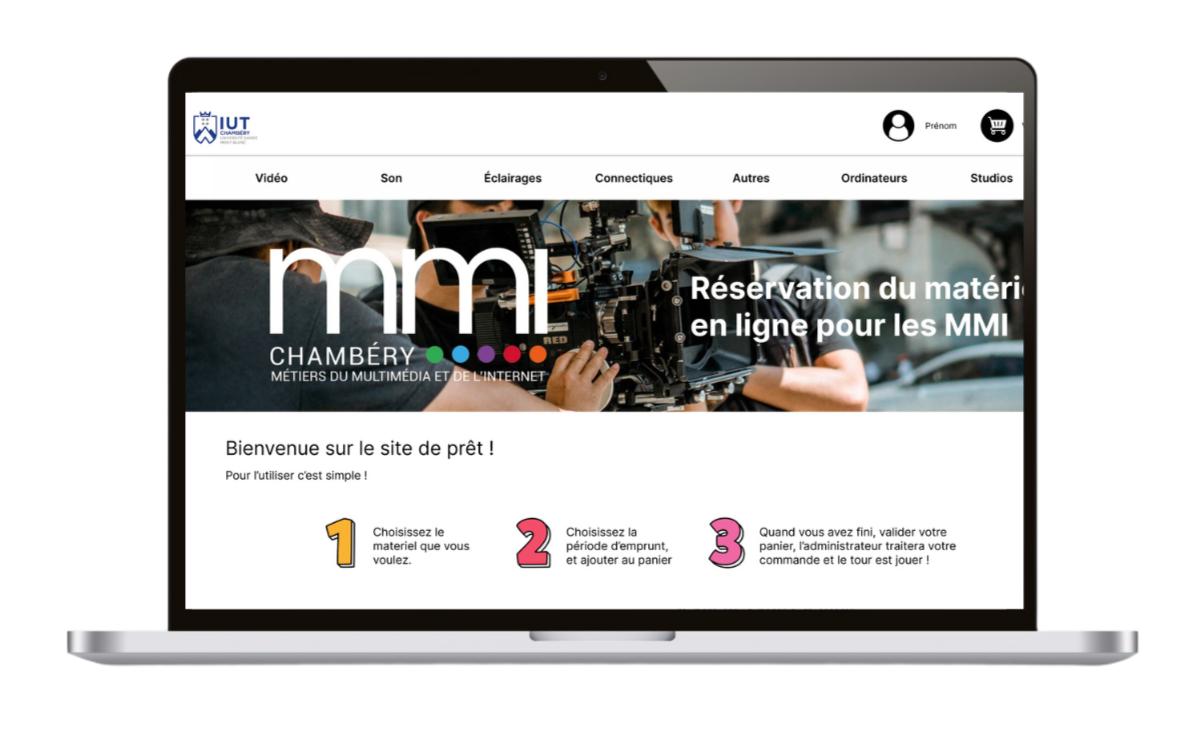 IUT
CHAMBÉRY
UNIVERSITÉ SAVOIE
MONT BLANC
Prénom
Vidéo Son Éclairages Connectiques Autres Ordinateurs Studios
mmi
CHAMBÉRY
MÉTIERS DU MULTIMÉDIA ET DE L'INTERNET
RED
Réservation du matéri
en ligne pour les MMI
Bienvenue sur le site de prêt !
Pour l'utiliser c'est simple !
1
Choisissez le
materiel que vous
voulez.
2
Choisissez la
période d'emprunt,
et ajouter au panier
3
Quand vous avez fini, valider votre
panier, l'administrateur traitera votre
commande et le tour est jouer !